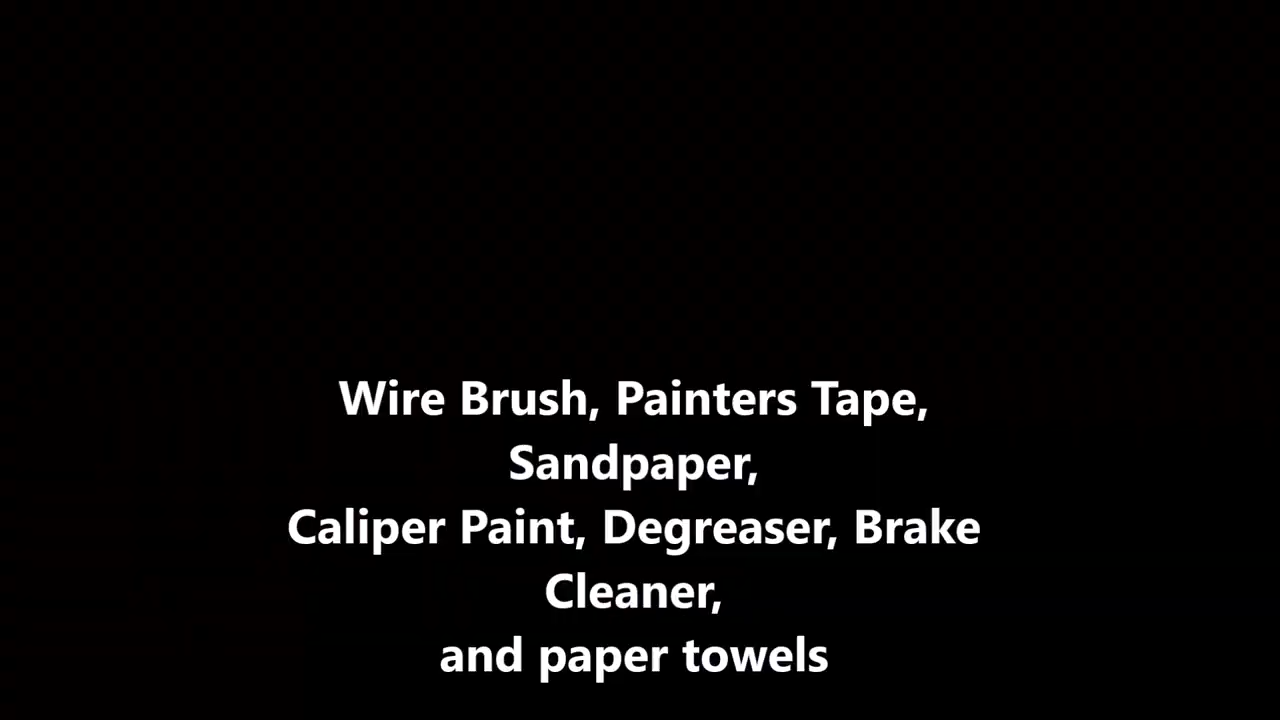 Wire Brush, Painters Tape,
Sandpaper,
Caliper Paint, Degreaser, Brake
Cleaner,
and paper towels